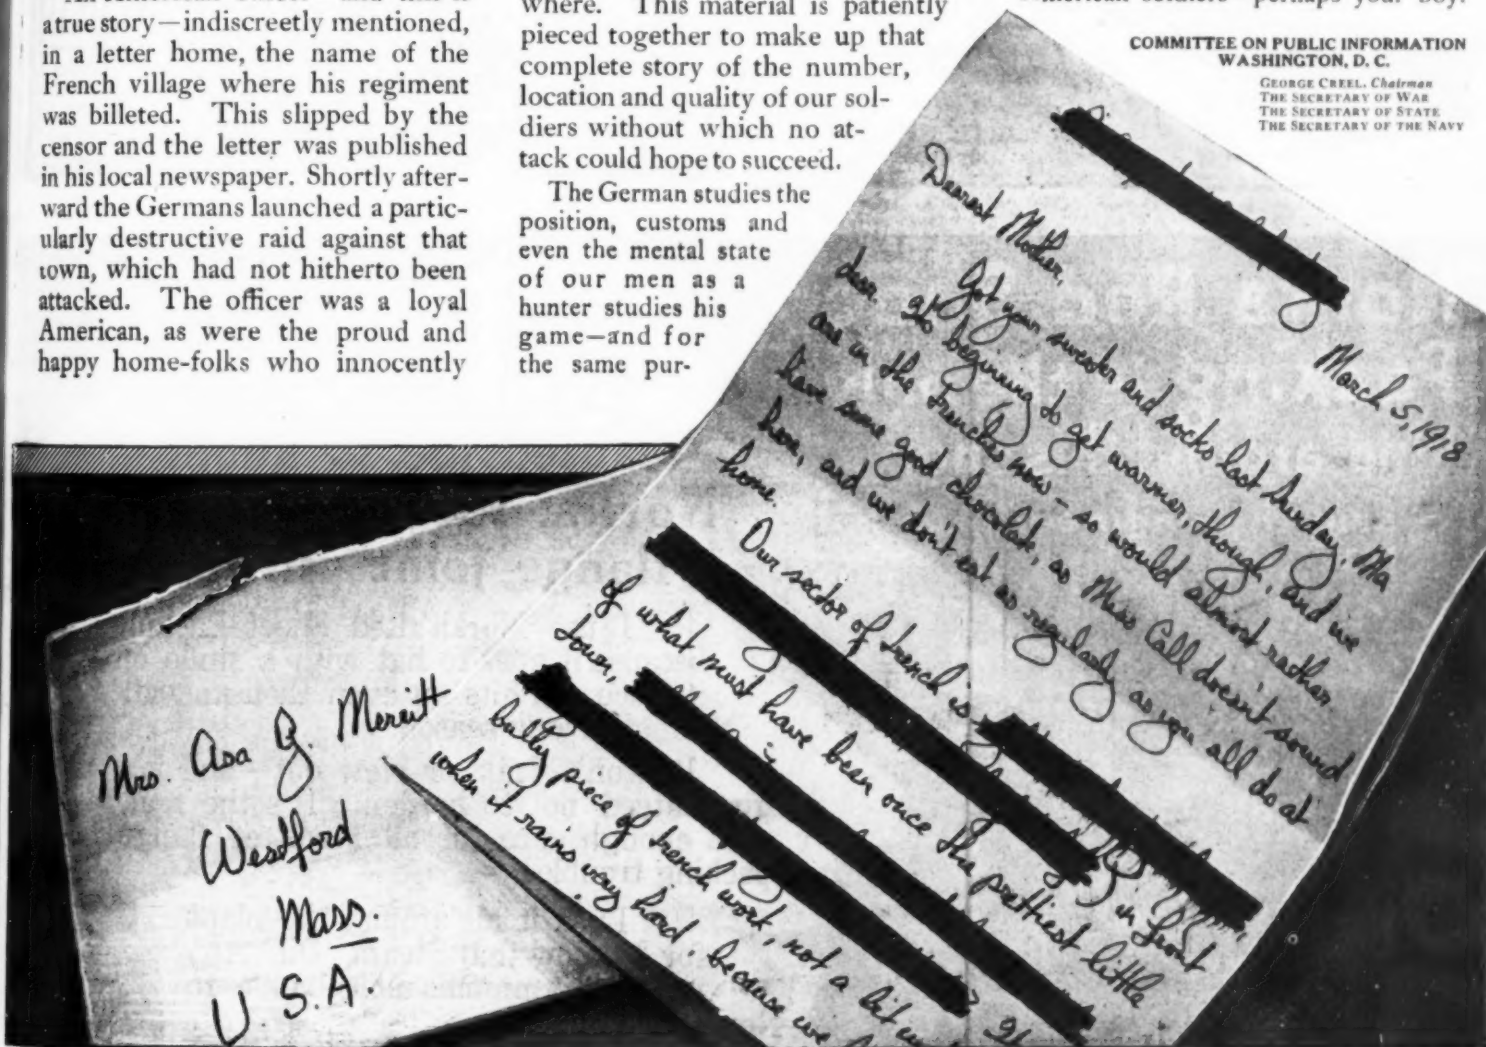 a true story—indiscreetly mentioned,
in a letter home, the name of the
French village where his regiment
was billeted. This slipped by the
censor and the letter was published
in his local newspaper. Shortly after-
ward the Germans launched a partic-
ularly destructive raid against that
town, which had not hitherto been
attacked. The officer was a loyal
American, as were the proud and
happy home-folks who innocently
where. This material is patiently
pieced together to make up that
complete story of the number,
location and quality of our sol-
diers without which no at-
tack could hope to succeed.
The German studies the
position, customs and
even the mental state
of our men as a
hunter studies his
game—and for
the same pur-
American soldiers—perhaps your boy.
COMMITTEE ON PUBLIC INFORMATION
WASHINGTON, D. C.
GEORGE CREEL, Chairman
THE SECRETARY OF WAR
THE SECRETARY OF STATE
THE SECRETARY OF THE NAVY
March 5, 1918
Dearest Mother,
Got your sweater and socks last Sunday, Ma
dear. It's beginning to get warmer, though, and we
are in the trenches now – so would almost rather
have some good chocolate, as Mess Call doesn't sound
here, and we don't eat as regularly as you all do at
home.
Our sector of trench is
in front
of what must have been once the prettiest little
town,
bully piece of trench work, not a bit
when it rains very hard because we
Mrs. Asa G. Merritt
Westford
Mass.
U.S.A.